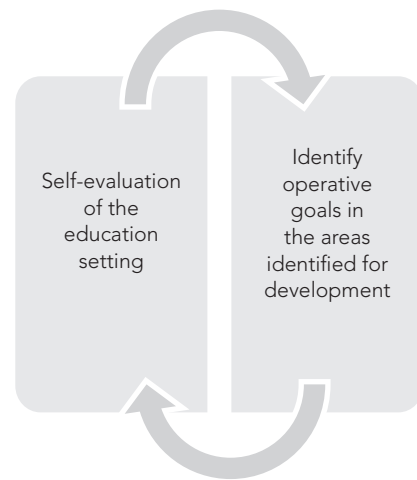 Self-evaluation
of the
education
setting
Identify
operative
goals in
the areas
identified for
development